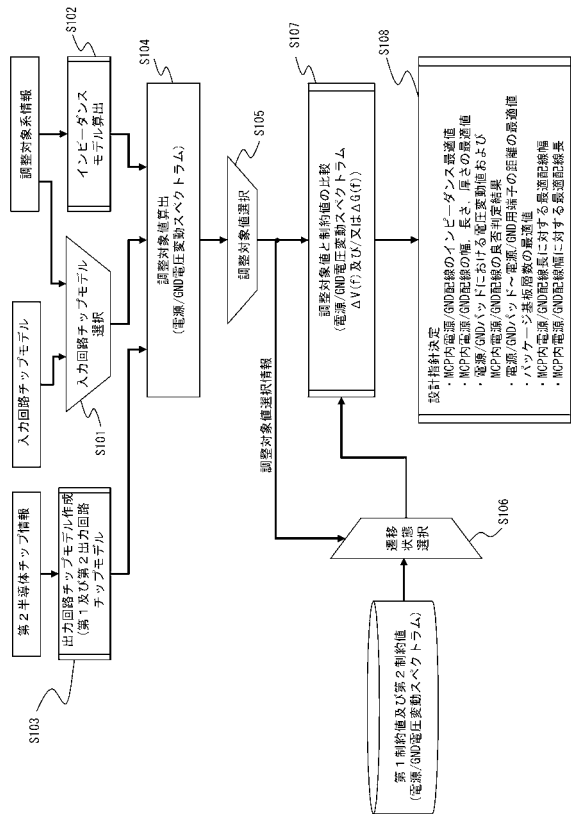 第2半導体チップ情報
入力回路チップモデル
調整対象系情報
出力回路チップモデル作成
(第1及び第2出力回路
チップモデル)
S103
入力回路チップモデル
選択
S101
インピーダンス
モデル算出
S102
調整対象値算出
(電源/GND電圧変動スペクトラム)
S104
調整対象値選択
S105
調整対象値選択情報
第1制約値及び第2制約値
(電源/GND電圧変動スペクトラム)
遷移
状態
選択
S106
調整対象値と制約値の比較
(電源/GND電圧変動スペクトラム
ΔV(f)及び/又はΔG(f))
S107
設計指針決定
・MCP内電源/GND配線のインピーダンス最適値
・MCP内電源/GND配線の幅、長さ、厚さの最適値
・電源/GNDパッドにおける電圧変動値および
MCP内電源/GND配線の良否判定結果
・電源/GNDパッド~電源/GND用端子の距離の最適値
・パッケージ基板層数の最適値
・MCP内電源/GND配線長に対する最適配線幅
・MCP内電源/GND配線幅に対する最適配線長
S108